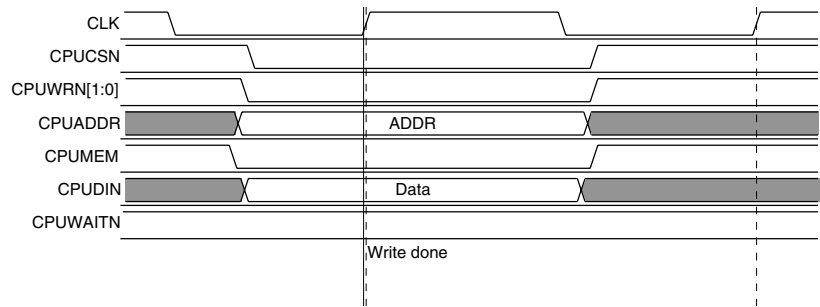 CLK
CPUCSN
CPUWRN[1:0]
CPUADDR ADDR
CPUMEM
CPUDIN Data
CPUWAITN
Write done